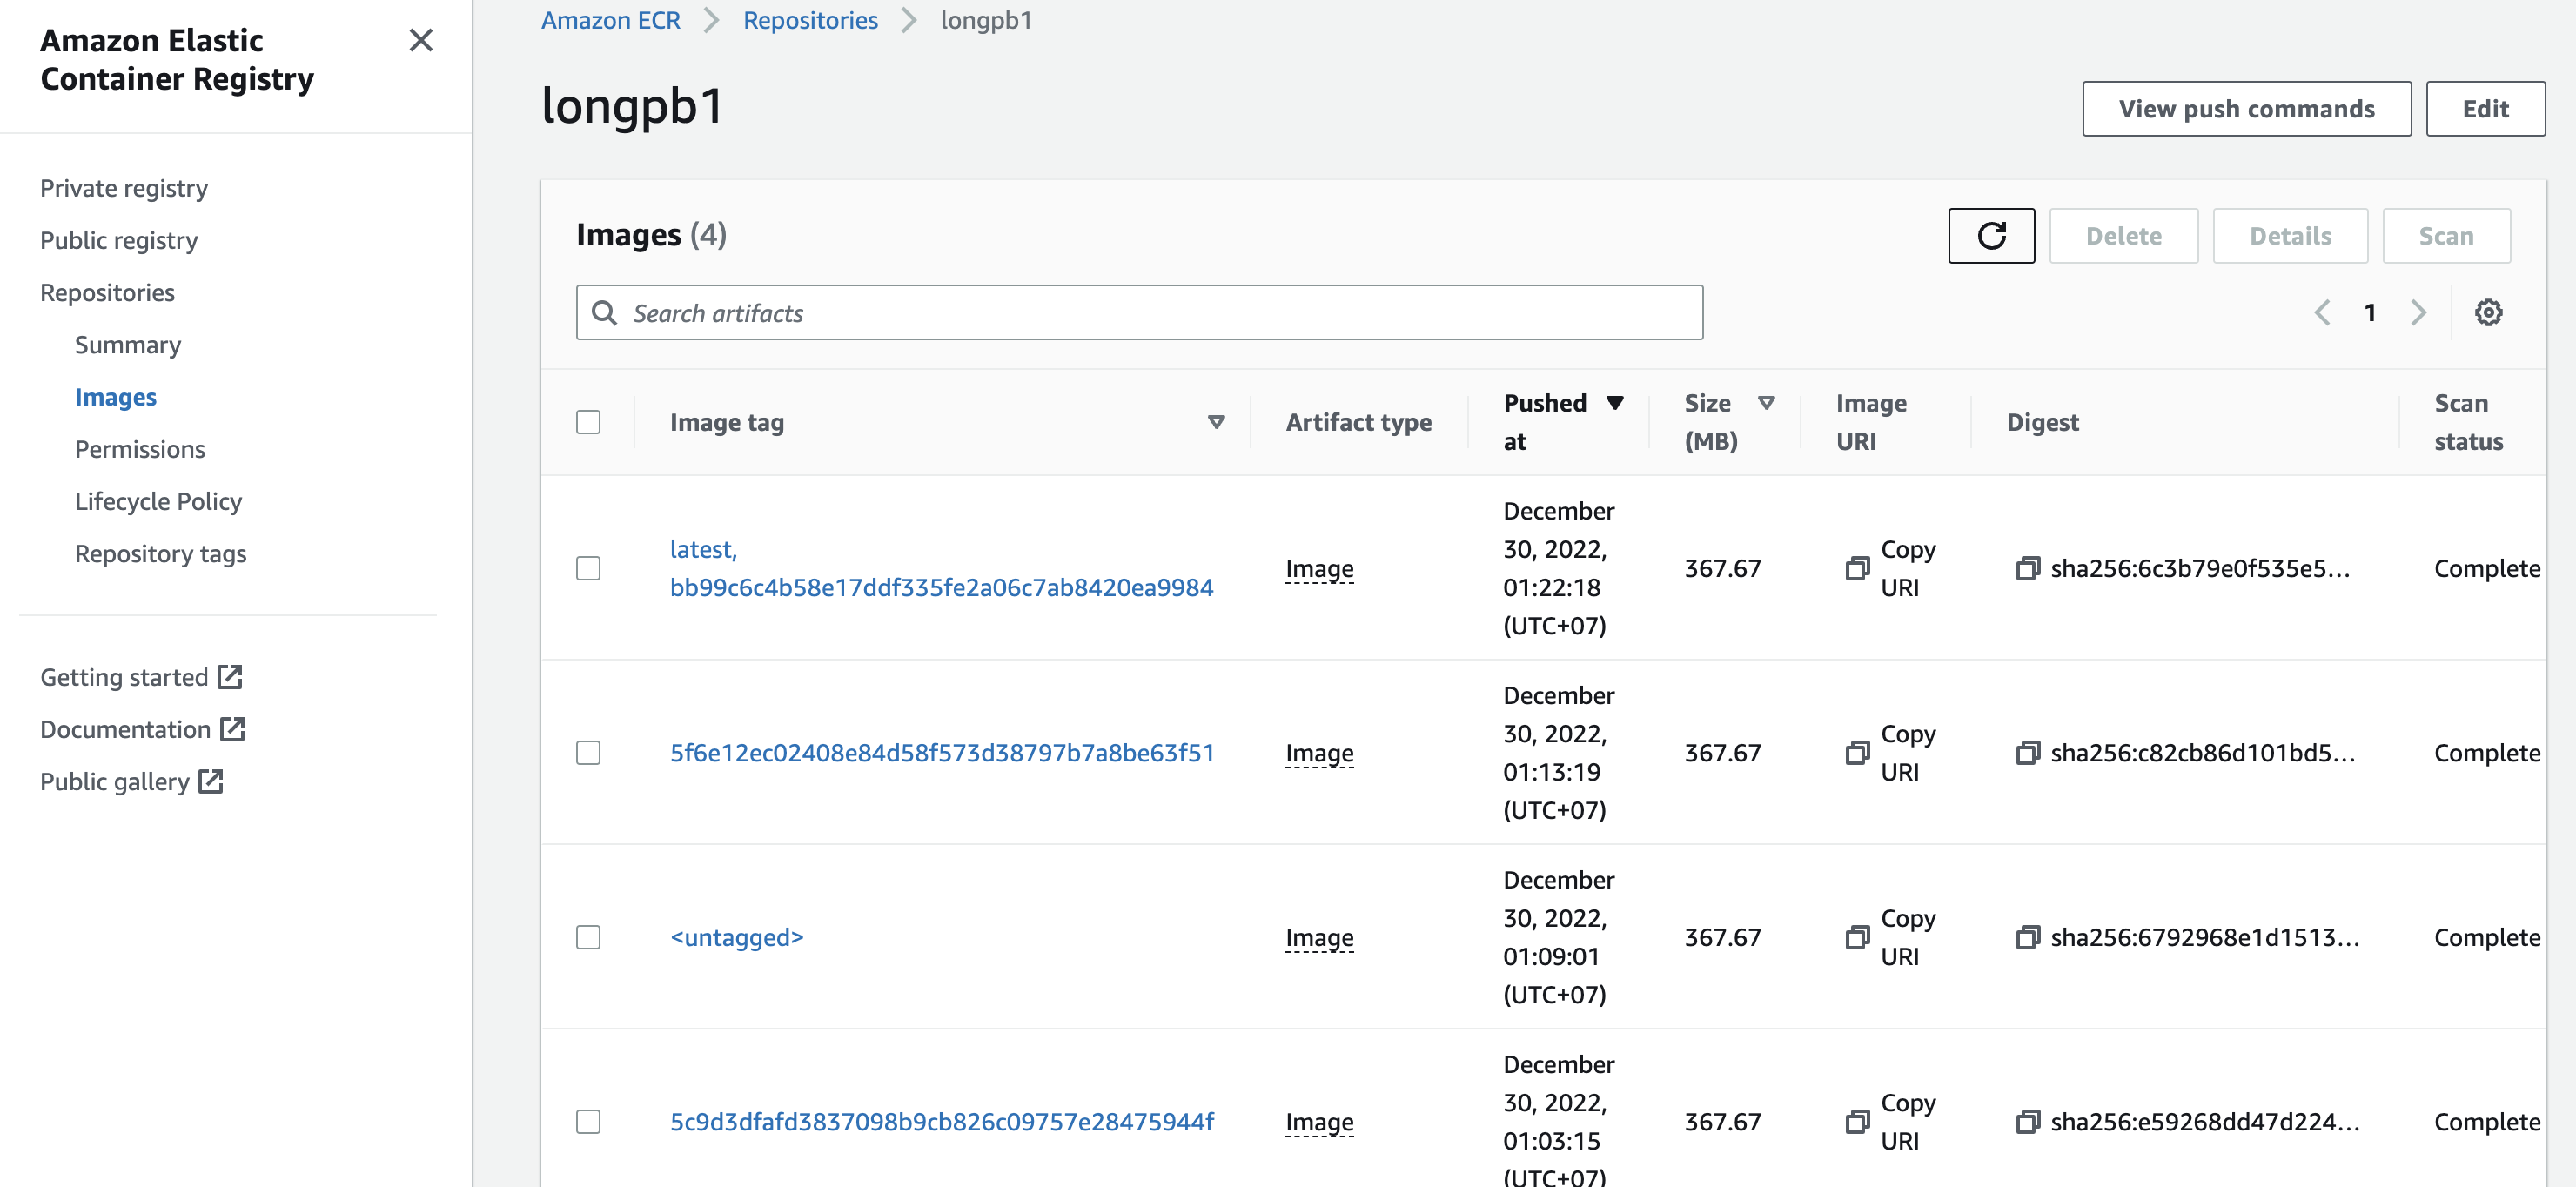 Amazon Elastic
Container Registry
Private registry
Public registry
Repositories
Summary
Images
Permissions
Lifecycle Policy
Repository tags
Getting started
Documentation
Public gallery
Amazon ECR > Repositories > longpb1
longpb1
View push commands
Edit
Images (4)
Delete
Details
Scan
Search artifacts
1
Image tag
Artifact type
Pushed
at
Size
(MB)
Image
URI
Digest
Scan
status
latest,
bb99c6c4b58e17ddf335fe2a06c7ab8420ea9984
Image
December
30, 2022,
01:22:18
(UTC+07)
367.67
Copy
URI
sha256:6c3b79e0f535e5...
Complete
5f6e12ec02408e84d58f573d38797b7a8be63f51
Image
December
30, 2022,
01:13:19
(UTC+07)
367.67
Copy
URI
sha256:c82cb86d101bd5...
Complete
<untagged>
Image
December
30, 2022,
01:09:01
(UTC+07)
367.67
Copy
URI
sha256:6792968e1d1513...
Complete
5c9d3dfafd3837098b9cb826c09757e28475944f
Image
December
30, 2022,
01:03:15
(UTC+07)
367.67
Copy
URI
sha256:e59268dd47d224...
Complete